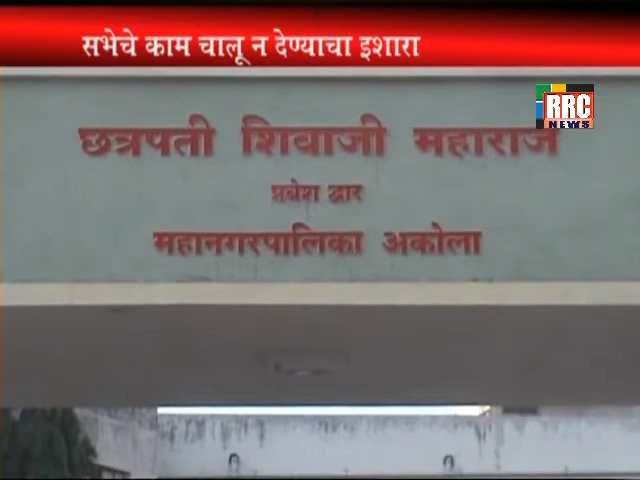 सभेचे काम चालू न देण्याचा इशारा
RRC
NEWS
छत्रपती शिवाजी महाराज
प्रवेश द्वार
महानगरपालिका अकोला